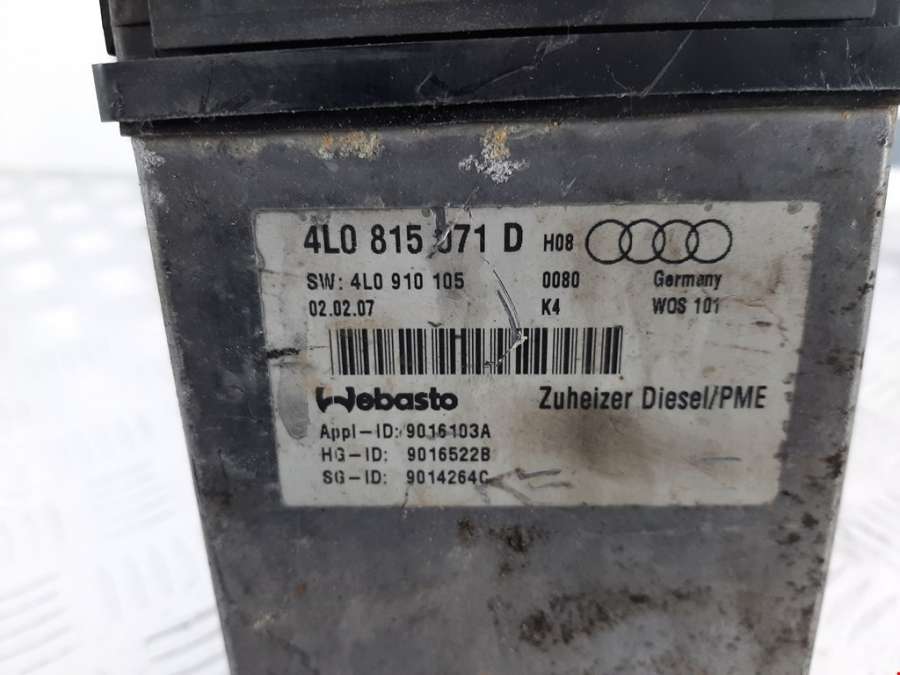 4L0 815 071 D H08
SW: 4L0 910 105 0080 Germany
02.02.07 K4 WOS 101
Webasto Zuheizer Diesel/PME
Appl-ID: 9016103A
HG-ID: 9016522B
SG-ID: 9014264C